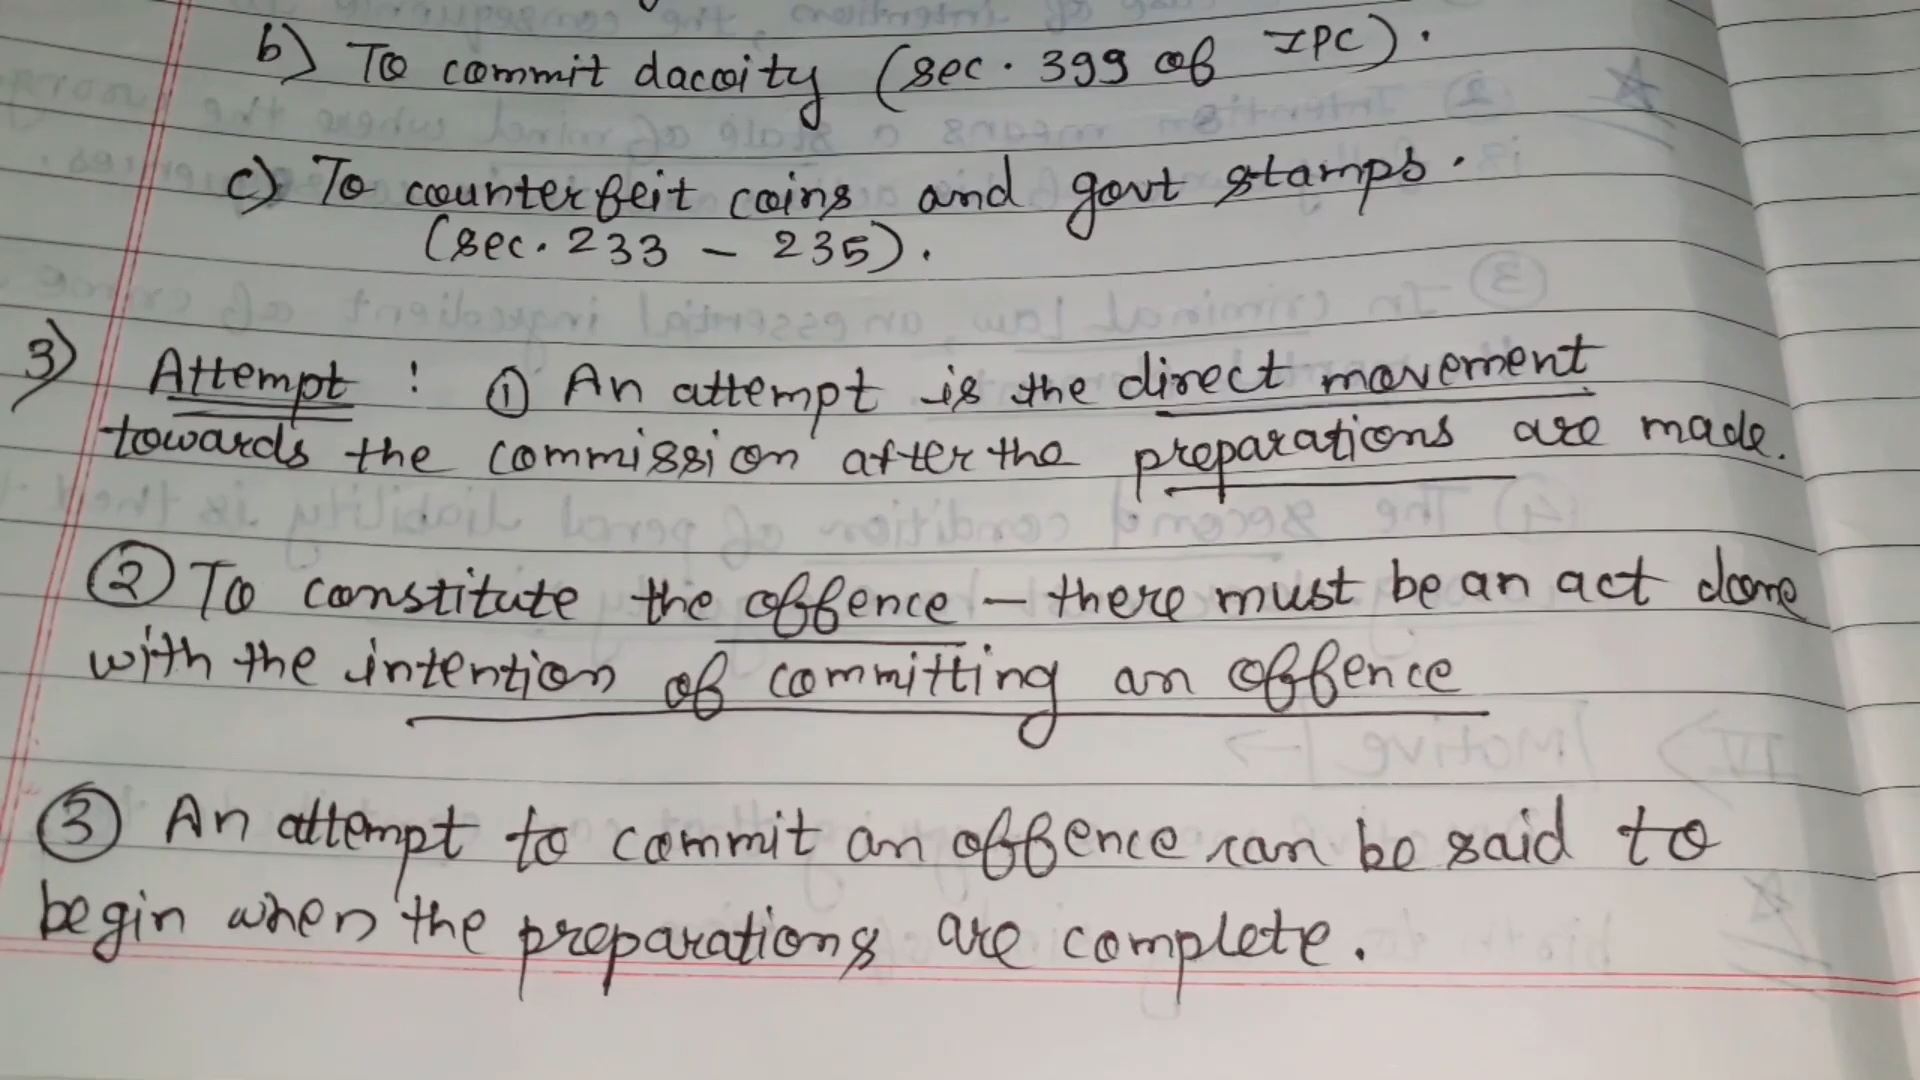 b) To commit dacoity (sec. 399 of IPC).
c) To counterfeit coins and govt stamps.
(sec. 233 - 235).
3) Attempt : ① An attempt is the direct movement
towards the commission after the preparations are made.
② To constitute the offence – there must be an act done
with the intention of committing an offence
③ An attempt to commit an offence can be said to
begin when the preparations are complete.